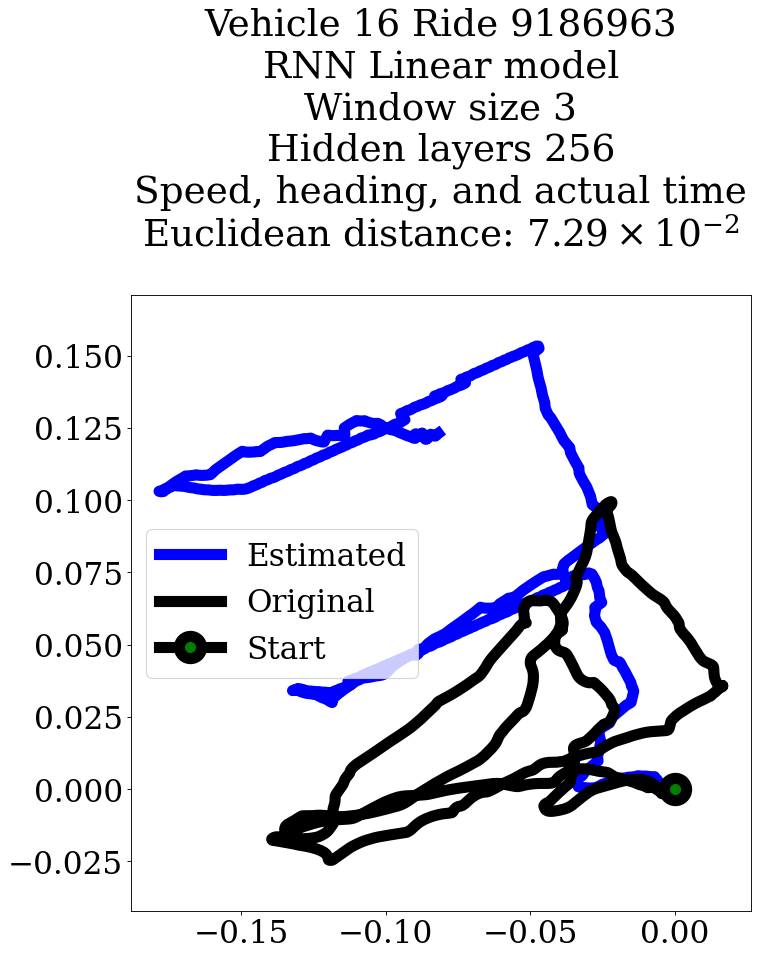 Vehicle 16 Ride 9186963
RNN Linear model
Window size 3
Hidden layers 256
Speed, heading, and actual time
Euclidean distance: 7.29 × 10⁻²
0.150
0.125
0.100
0.075
0.050
0.025
0.000
−0.025
Estimated
Original
Start
−0.15 −0.10 −0.05 0.00